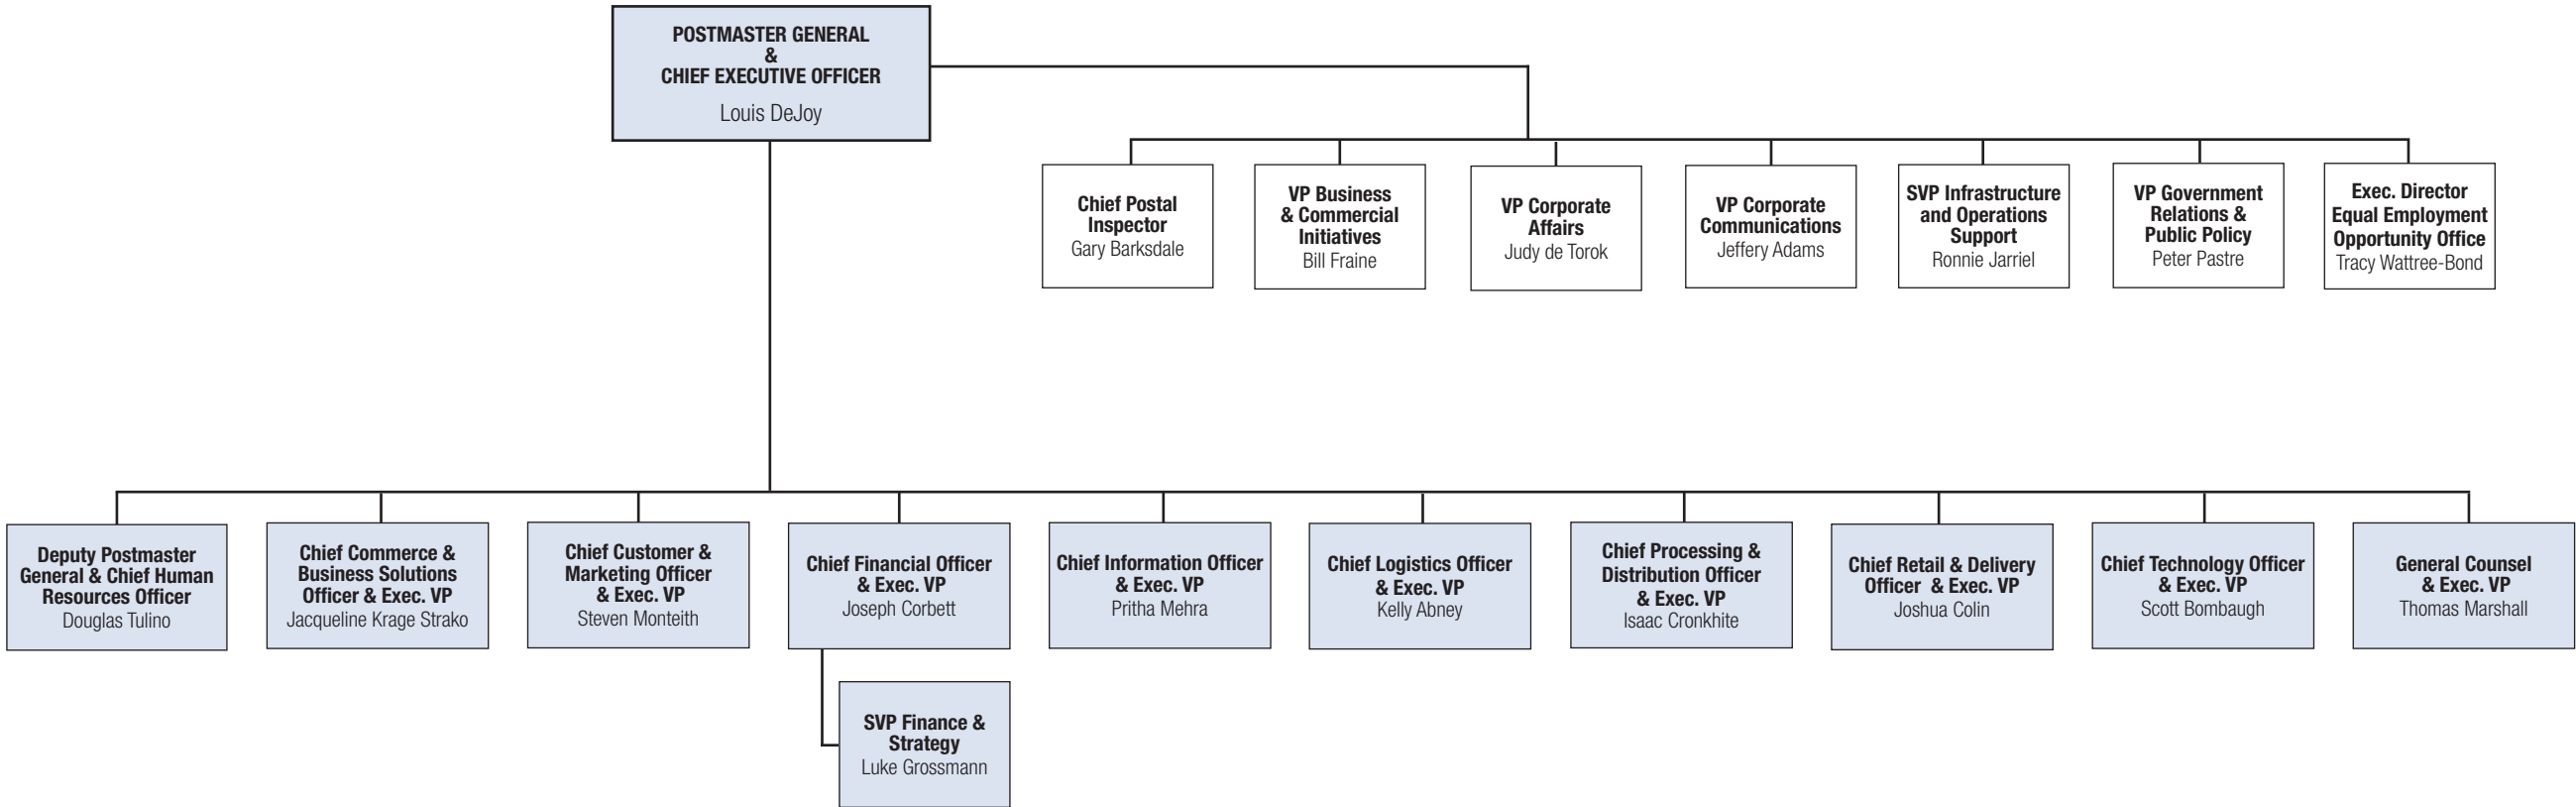 POSTMASTER GENERAL
&
CHIEF EXECUTIVE OFFICER
Louis DeJoy
Chief Postal
Inspector
Gary Barksdale
VP Business
& Commercial
Initiatives
Bill Fraine
VP Corporate
Affairs
Judy de Torok
VP Corporate
Communications
Jeffery Adams
SVP Infrastructure
and Operations
Support
Ronnie Jarriel
VP Government
Relations &
Public Policy
Peter Pastre
Exec. Director
Equal Employment
Opportunity Office
Tracy Wattree-Bond
Deputy Postmaster
General & Chief Human
Resources Officer
Douglas Tulino
Chief Commerce &
Business Solutions
Officer & Exec. VP
Jacqueline Krage Strako
Chief Customer &
Marketing Officer
& Exec. VP
Steven Monteith
Chief Financial Officer
& Exec. VP
Joseph Corbett
Chief Information Officer
& Exec. VP
Pritha Mehra
Chief Logistics Officer
& Exec. VP
Kelly Abney
Chief Processing &
Distribution Officer
& Exec. VP
Isaac Cronkhite
Chief Retail & Delivery
Officer & Exec. VP
Joshua Colin
Chief Technology Officer
& Exec. VP
Scott Bombaugh
General Counsel
& Exec. VP
Thomas Marshall
SVP Finance &
Strategy
Luke Grossmann